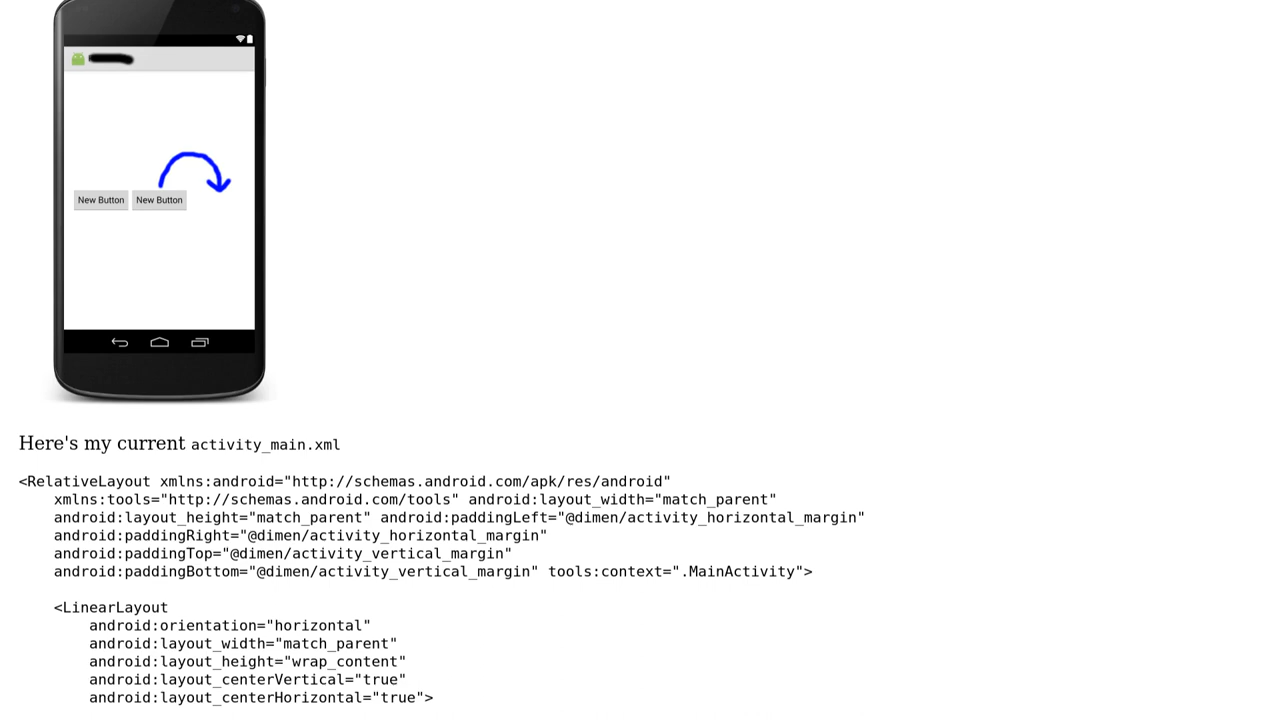 New Button New Button
Here's my current activity_main.xml
<RelativeLayout xmlns:android="http://schemas.android.com/apk/res/android"
    xmlns:tools="http://schemas.android.com/tools" android:layout_width="match_parent"
    android:layout_height="match_parent" android:paddingLeft="@dimen/activity_horizontal_margin"
    android:paddingRight="@dimen/activity_horizontal_margin"
    android:paddingTop="@dimen/activity_vertical_margin"
    android:paddingBottom="@dimen/activity_vertical_margin" tools:context=".MainActivity">
    <LinearLayout
        android:orientation="horizontal"
        android:layout_width="match_parent"
        android:layout_height="wrap_content"
        android:layout_centerVertical="true"
        android:layout_centerHorizontal="true">